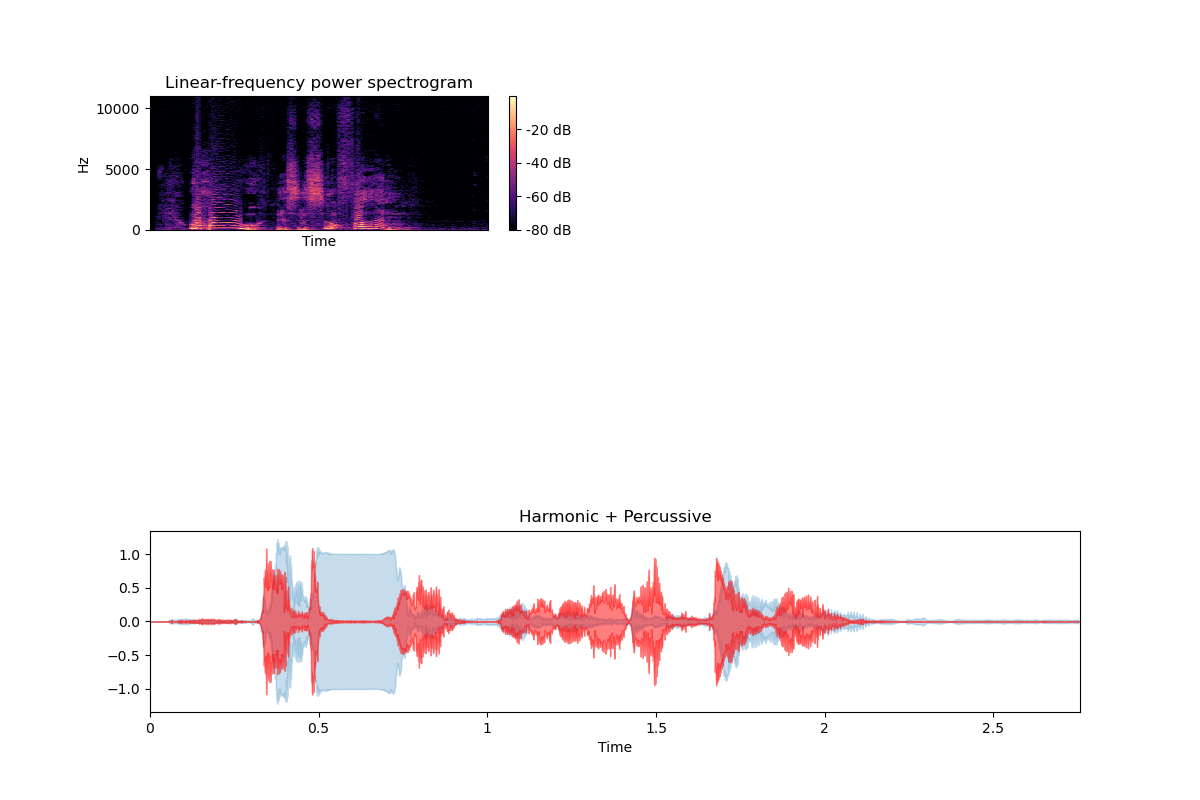 Linear-frequency power spectrogram
10000
5000
0
Hz
Time
-20 dB
-40 dB
-60 dB
-80 dB
Harmonic + Percussive
1.0
0.5
0.0
−0.5
−1.0
0
0.5
1
1.5
2
2.5
Time